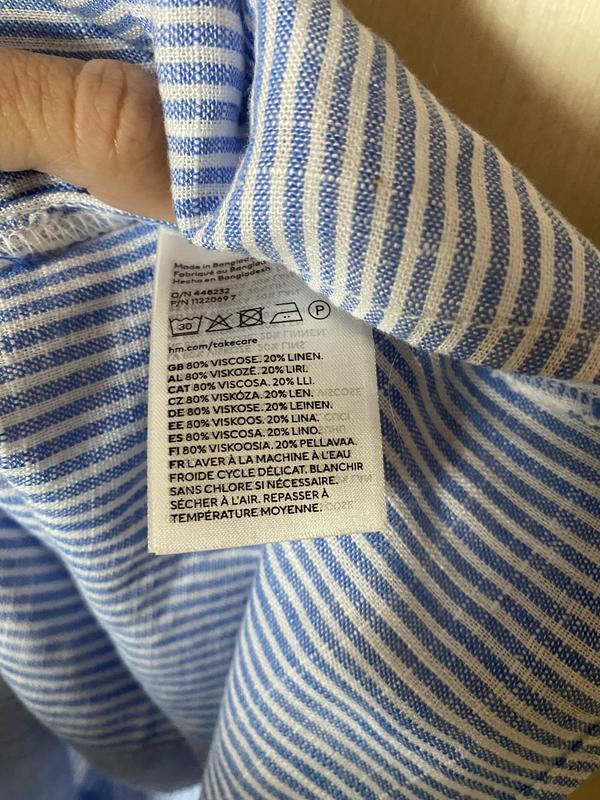 Made in Banglad
Fabriqué au Banglad
Hecho en Bangladesh
O/N 448232
P/N 11220697
30
P
hm.com/takecare
GB 80% VISCOSE. 20% LINEN.
AL 80% VISKOZË. 20% LIRI.
CAT 80% VISCOSA. 20% LLI.
CZ 80% VISKÓZA. 20% LEN.
DE 80% VISKOSE. 20% LEINEN.
EE 80% VISKOOS. 20% LINA.
ES 80% VISCOSA. 20% LINO.
FI 80% VISKOOSIA. 20% PELLAVAA.
FR LAVER À LA MACHINE À L'EAU
FROIDE CYCLE DÉLICAT. BLANCHIR
SANS CHLORE SI NÉCESSAIRE.
SÉCHER À L'AIR. REPASSER À
TEMPÉRATURE MOYENNE.